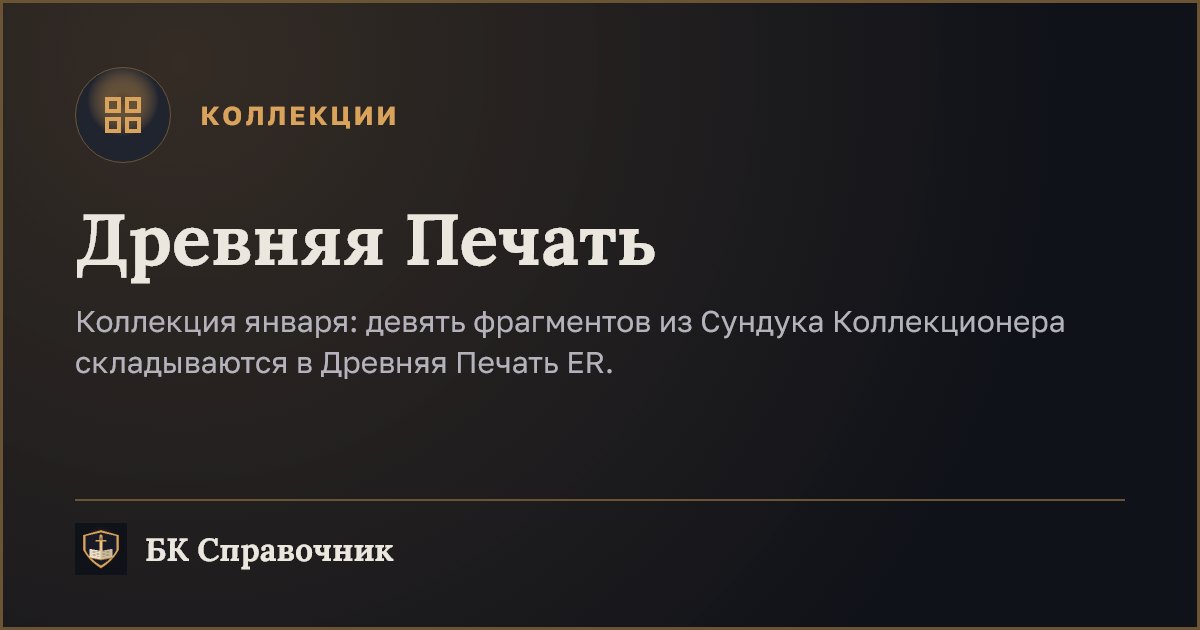 КОЛЛЕКЦИИ
Древняя Печать
Коллекция января: девять фрагментов из Сундука Коллекционера
складываются в Древняя Печать ER.
БК Справочник